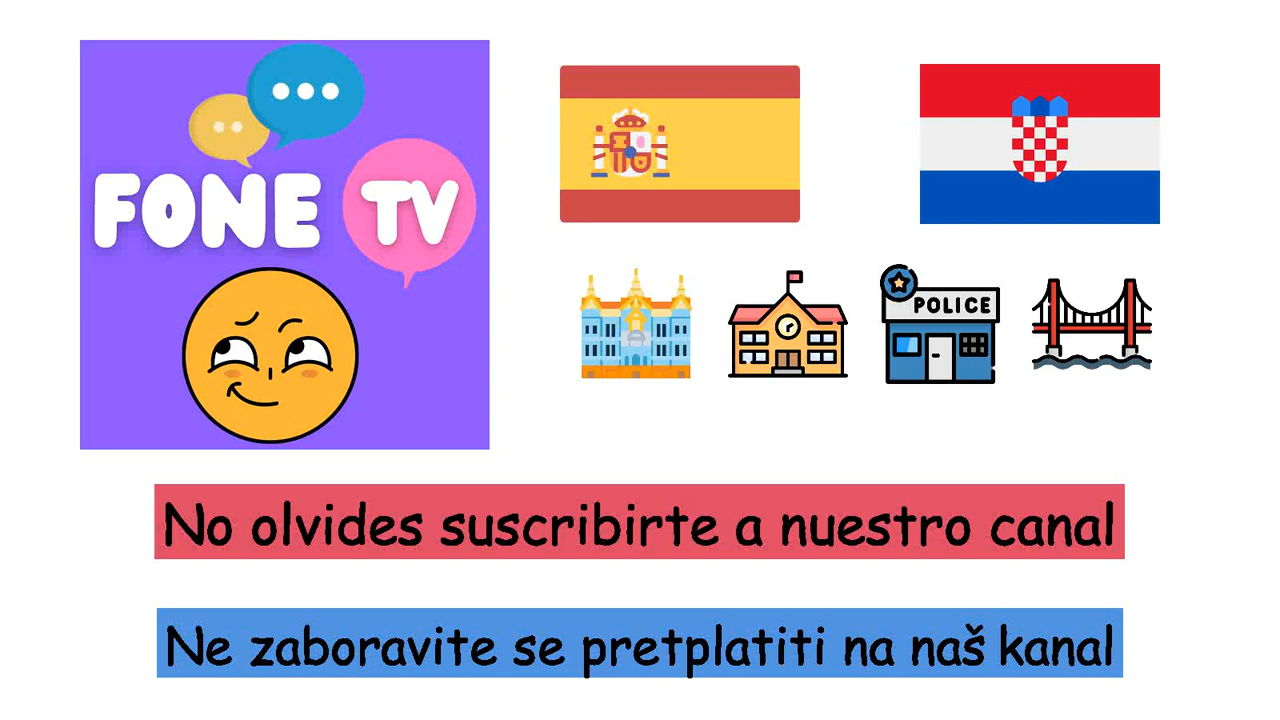 FONE TV
POLICE
No olvides suscribirte a nuestro canal
Ne zaboravite se pretplatiti na naš kanal